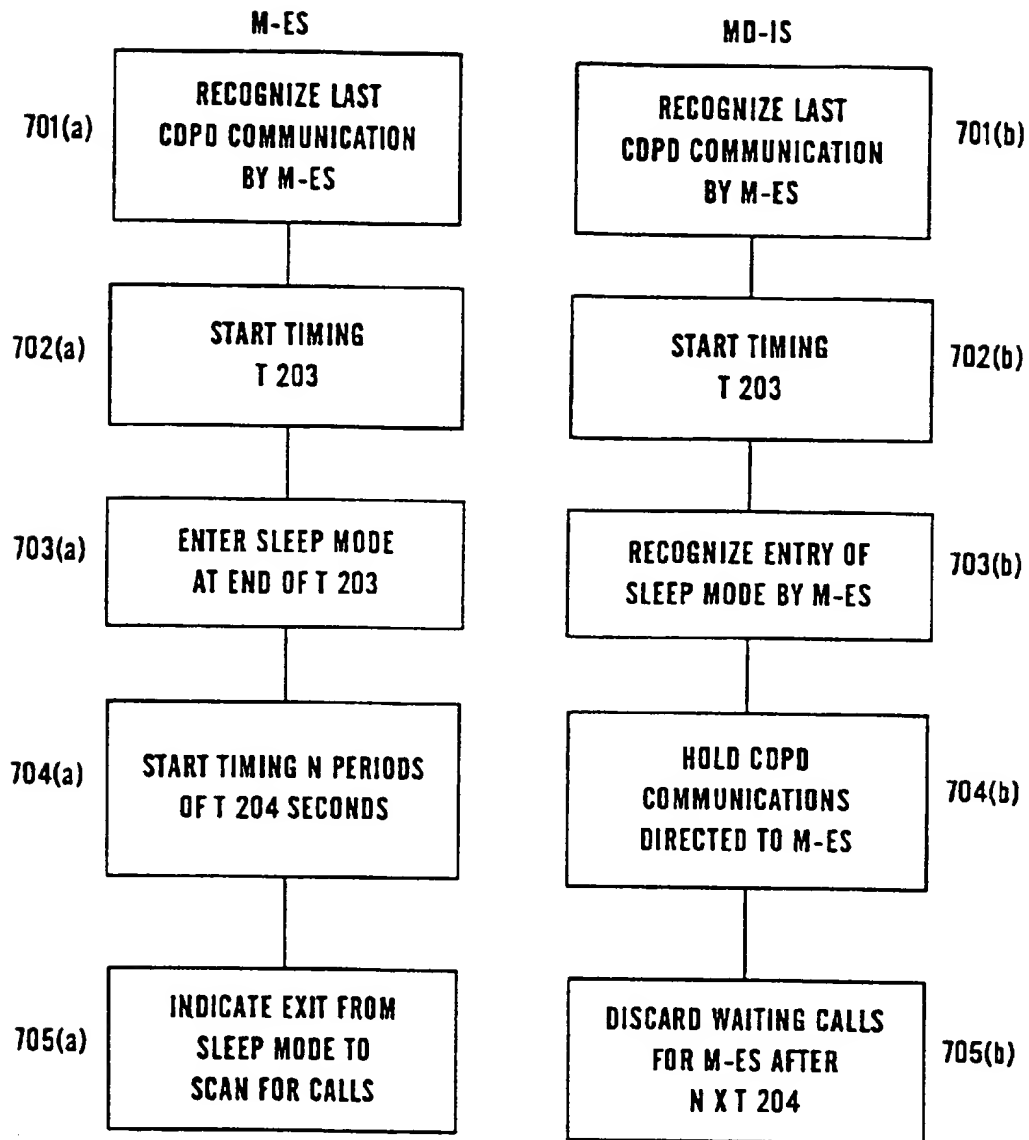 M-ES
701(a)
RECOGNIZE LAST
CDPD COMMUNICATION
BY M-ES
702(a)
START TIMING
T 203
703(a)
ENTER SLEEP MODE
AT END OF T 203
704(a)
START TIMING N PERIODS
OF T 204 SECONDS
705(a)
INDICATE EXIT FROM
SLEEP MODE TO
SCAN FOR CALLS
MD-IS
RECOGNIZE LAST
CDPD COMMUNICATION
BY M-ES
701(b)
START TIMING
T 203
702(b)
RECOGNIZE ENTRY OF
SLEEP MODE BY M-ES
703(b)
HOLD CDPD
COMMUNICATIONS
DIRECTED TO M-ES
704(b)
DISCARD WAITING CALLS
FOR M-ES AFTER
N X T 204
705(b)